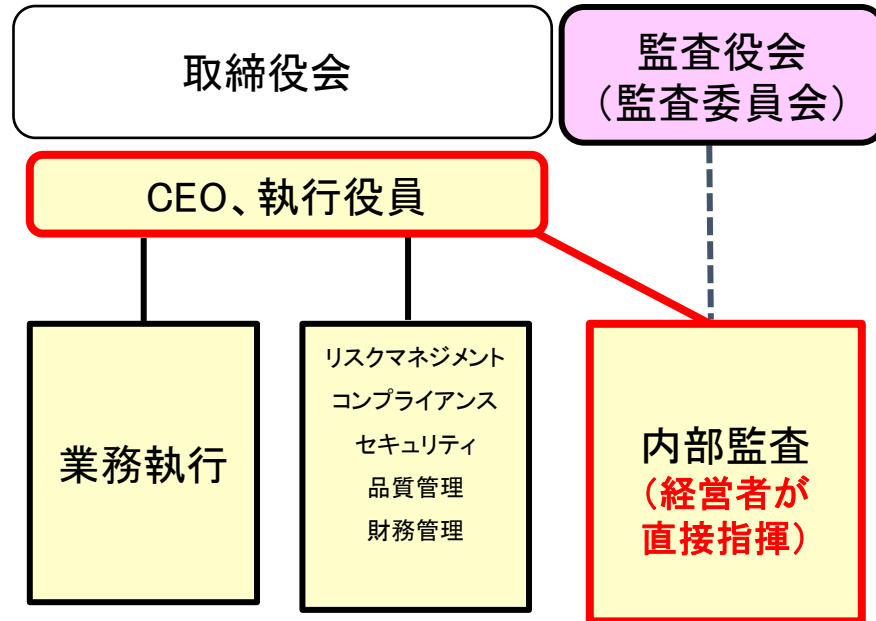 取締役会
監査役会
（監査委員会）
CEO、執行役員
業務執行
リスクマネジメント
コンプライアンス
セキュリティ
品質管理
財務管理
内部監査
（経営者が
直接指揮）